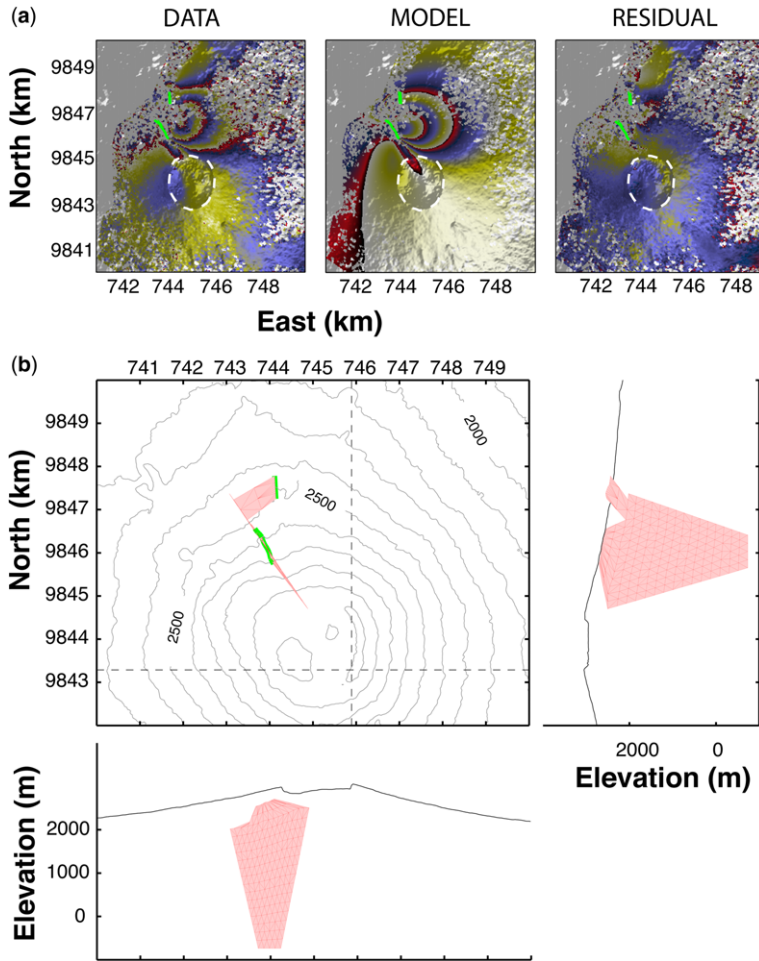 (a) DATA MODEL RESIDUAL
North (km)
9849
9847
9845
9843
9841
742 744 746 748 742 744 746 748 742 744 746 748
East (km)
(b) 741 742 743 744 745 746 747 748 749
North (km)
9849
9848
9847
9846
9845
9844
9843
2000
2500
2500
2000 0
Elevation (m)
Elevation (m)
2000
1000
0